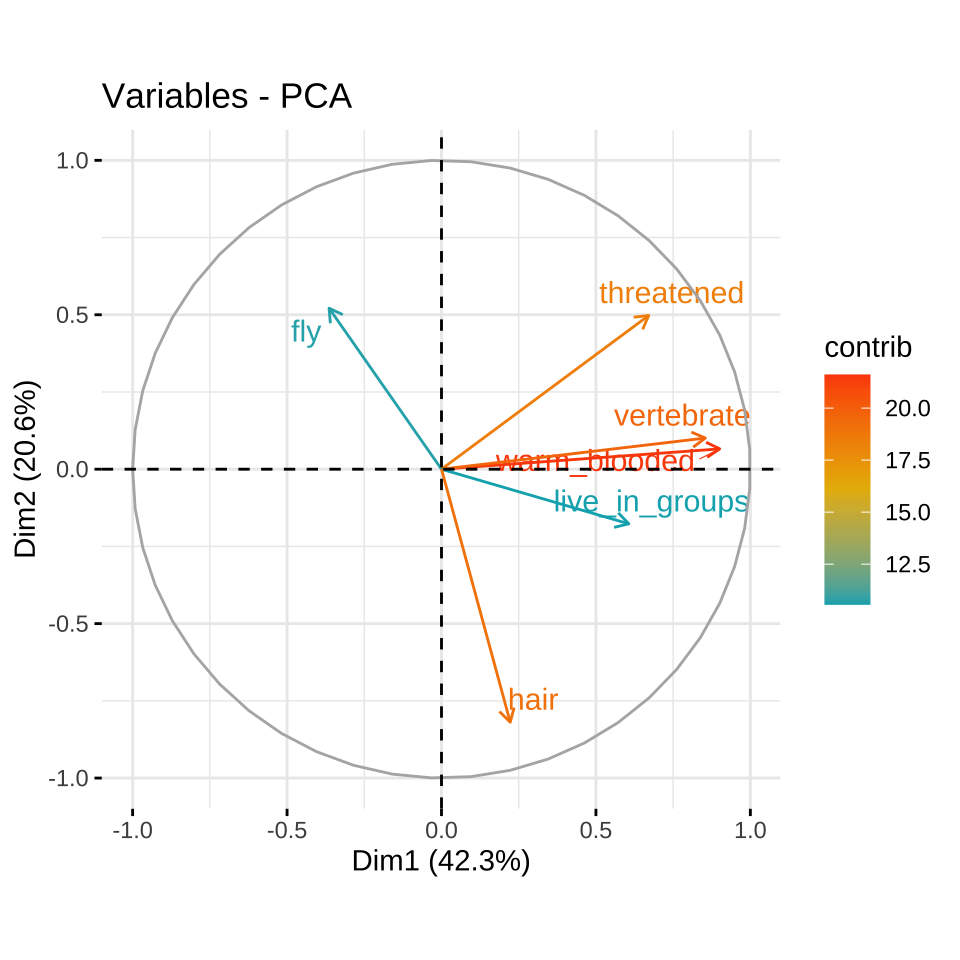 Variables - PCA
1.0
0.5
0.0
-0.5
-1.0
Dim2 (20.6%)
threatened
fly
vertebrate
warm_blooded
live_in_groups
hair
-1.0
-0.5
0.0
0.5
1.0
Dim1 (42.3%)
contrib
20.0
17.5
15.0
12.5